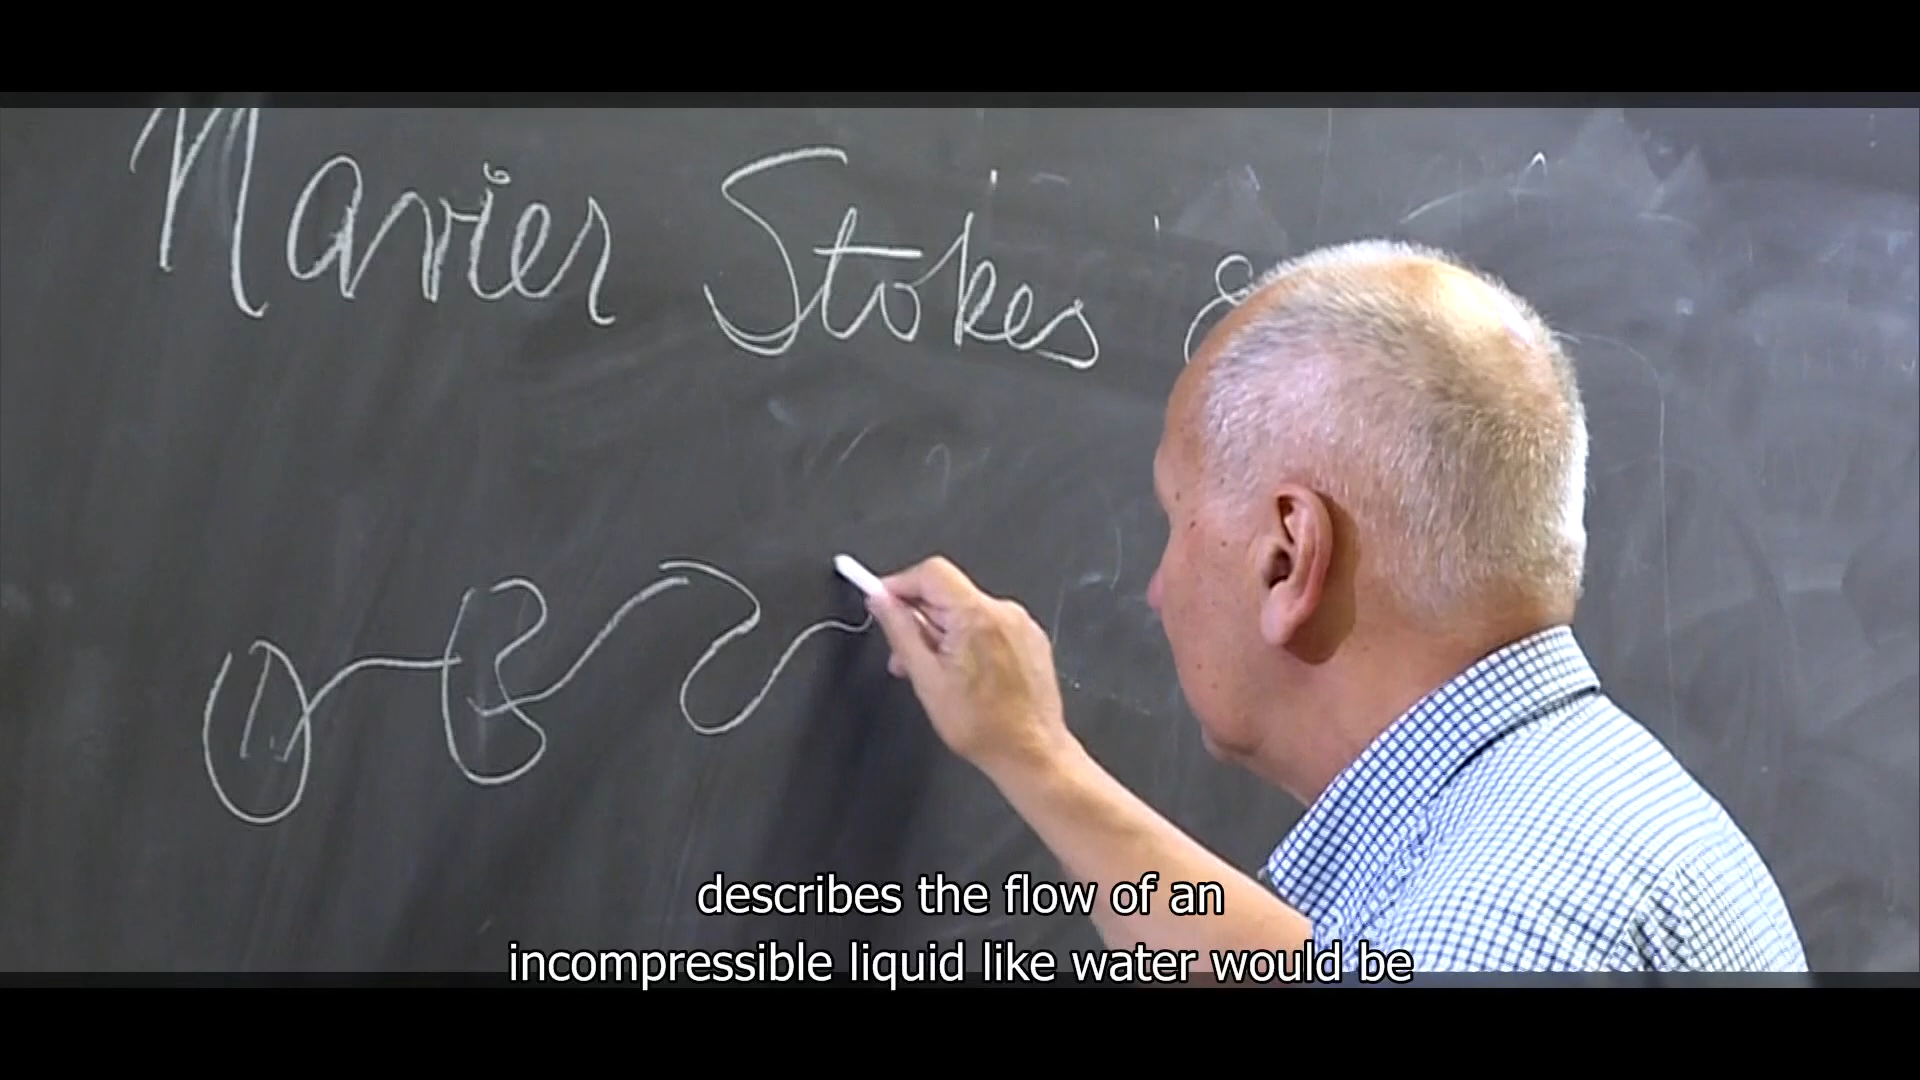 Navier Stokes
describes the flow of an
incompressible liquid like water would be